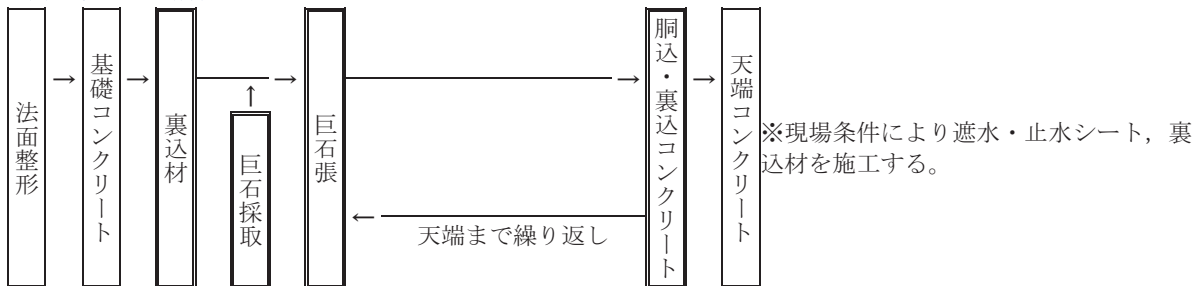 法面整形
→
基礎コンクリート
→
裏込材
→
↑
巨石採取
巨石張
→
胴込・裏込コンクリート
←
天端まで繰り返し
→
天端コンクリート
※現場条件により遮水・止水シート，裏
込材を施工する。